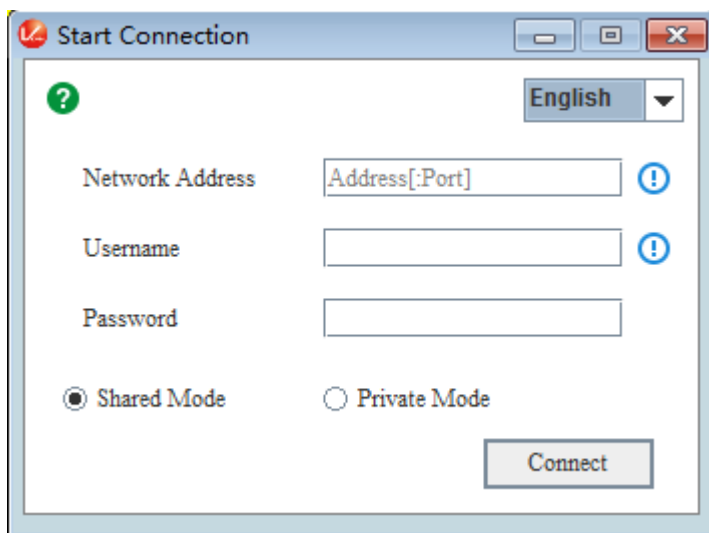 Start Connection
English
Network Address
Address[:Port]
Username
Password
Shared Mode
Private Mode
Connect